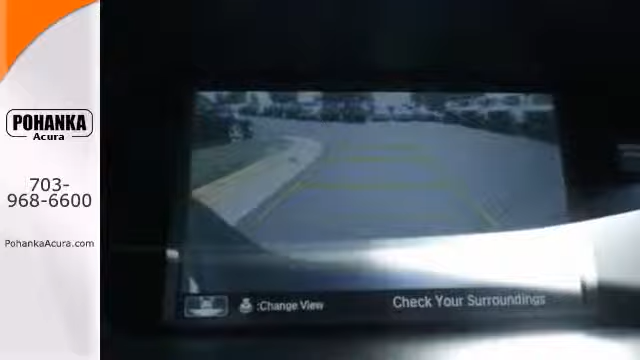 POHANKA
Acura
703-
968-6600
PohankaAcura.com
:Change View
Check Your Surroundings